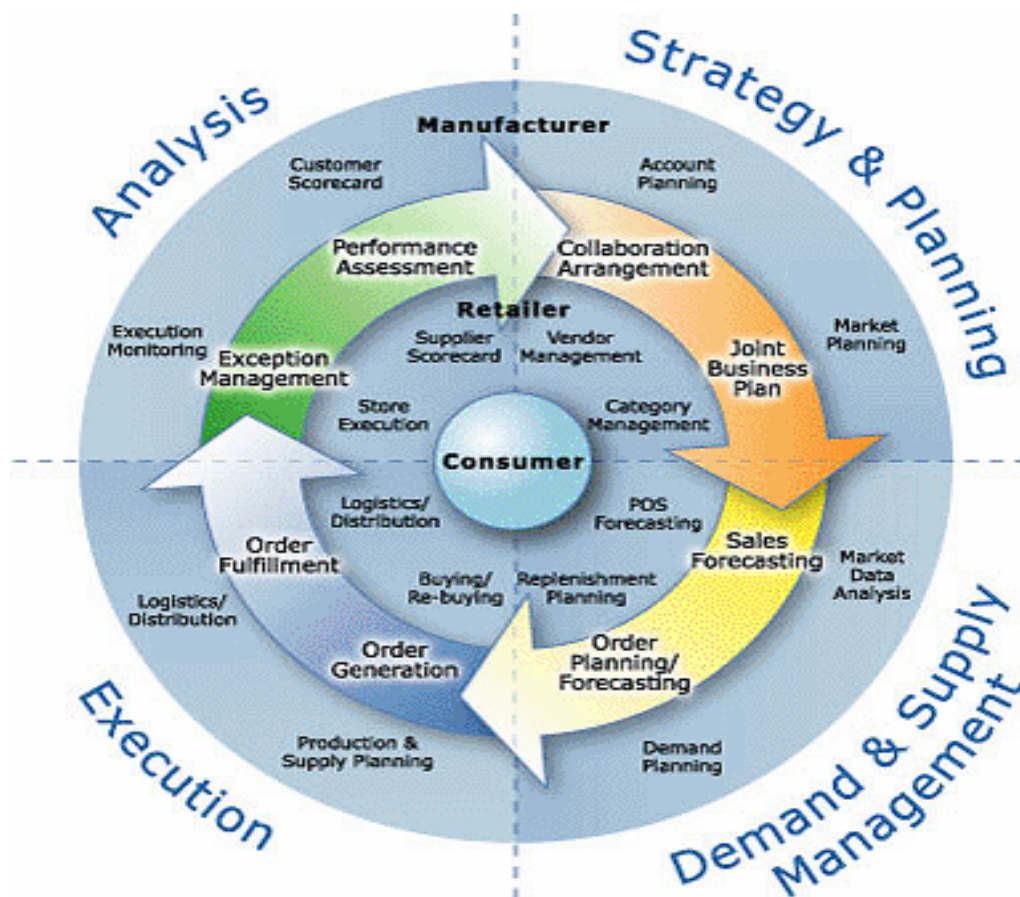 Analysis
Strategy & Planning
Manufacturer
Customer
Scorecard
Account
Planning
Performance
Assessment
Collaboration
Arrangement
Retailer
Supplier
Scorecard
Vendor
Management
Execution
Monitoring
Exception
Management
Joint
Business
Plan
Market
Planning
Store
Execution
Category
Management
Consumer
Logistics/
Distribution
POS
Forecasting
Order
Fulfillment
Sales
Forecasting
Market
Data
Analysis
Logistics/
Distribution
Buying/
Re-buying
Replenishment
Planning
Order
Generation
Order
Planning/
Forecasting
Production &
Supply Planning
Demand
Planning
Execution
Demand & Supply
Management